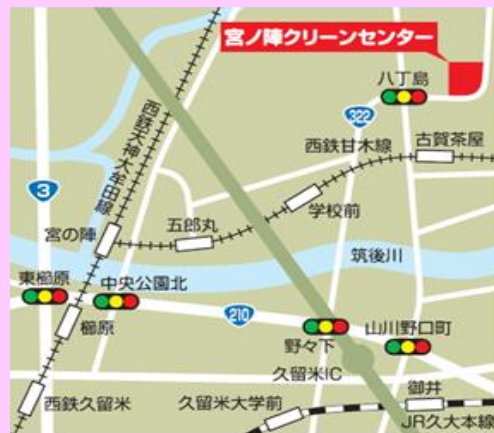 宮ノ陣クリーンセンター
八丁島
322
西鉄天神大牟田線
西鉄甘木線
古賀茶屋
3
学校前
五郎丸
宮の陣
筑後川
東櫛原
中央公園北
210
櫛原
野々下
山川野口町
久留米IC
御井
西鉄久留米
久留米大学前
JR久大本線